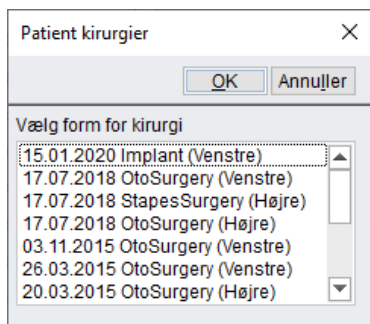 Patient kirurgier
OK Annuller
Vælg form for kirurgi
15.01.2020 Implant (Venstre)
17.07.2018 OtoSurgery (Venstre)
17.07.2018 StapesSurgery (Højre)
17.07.2018 OtoSurgery (Højre)
03.11.2015 OtoSurgery (Venstre)
26.03.2015 OtoSurgery (Venstre)
20.03.2015 OtoSurgery (Højre)